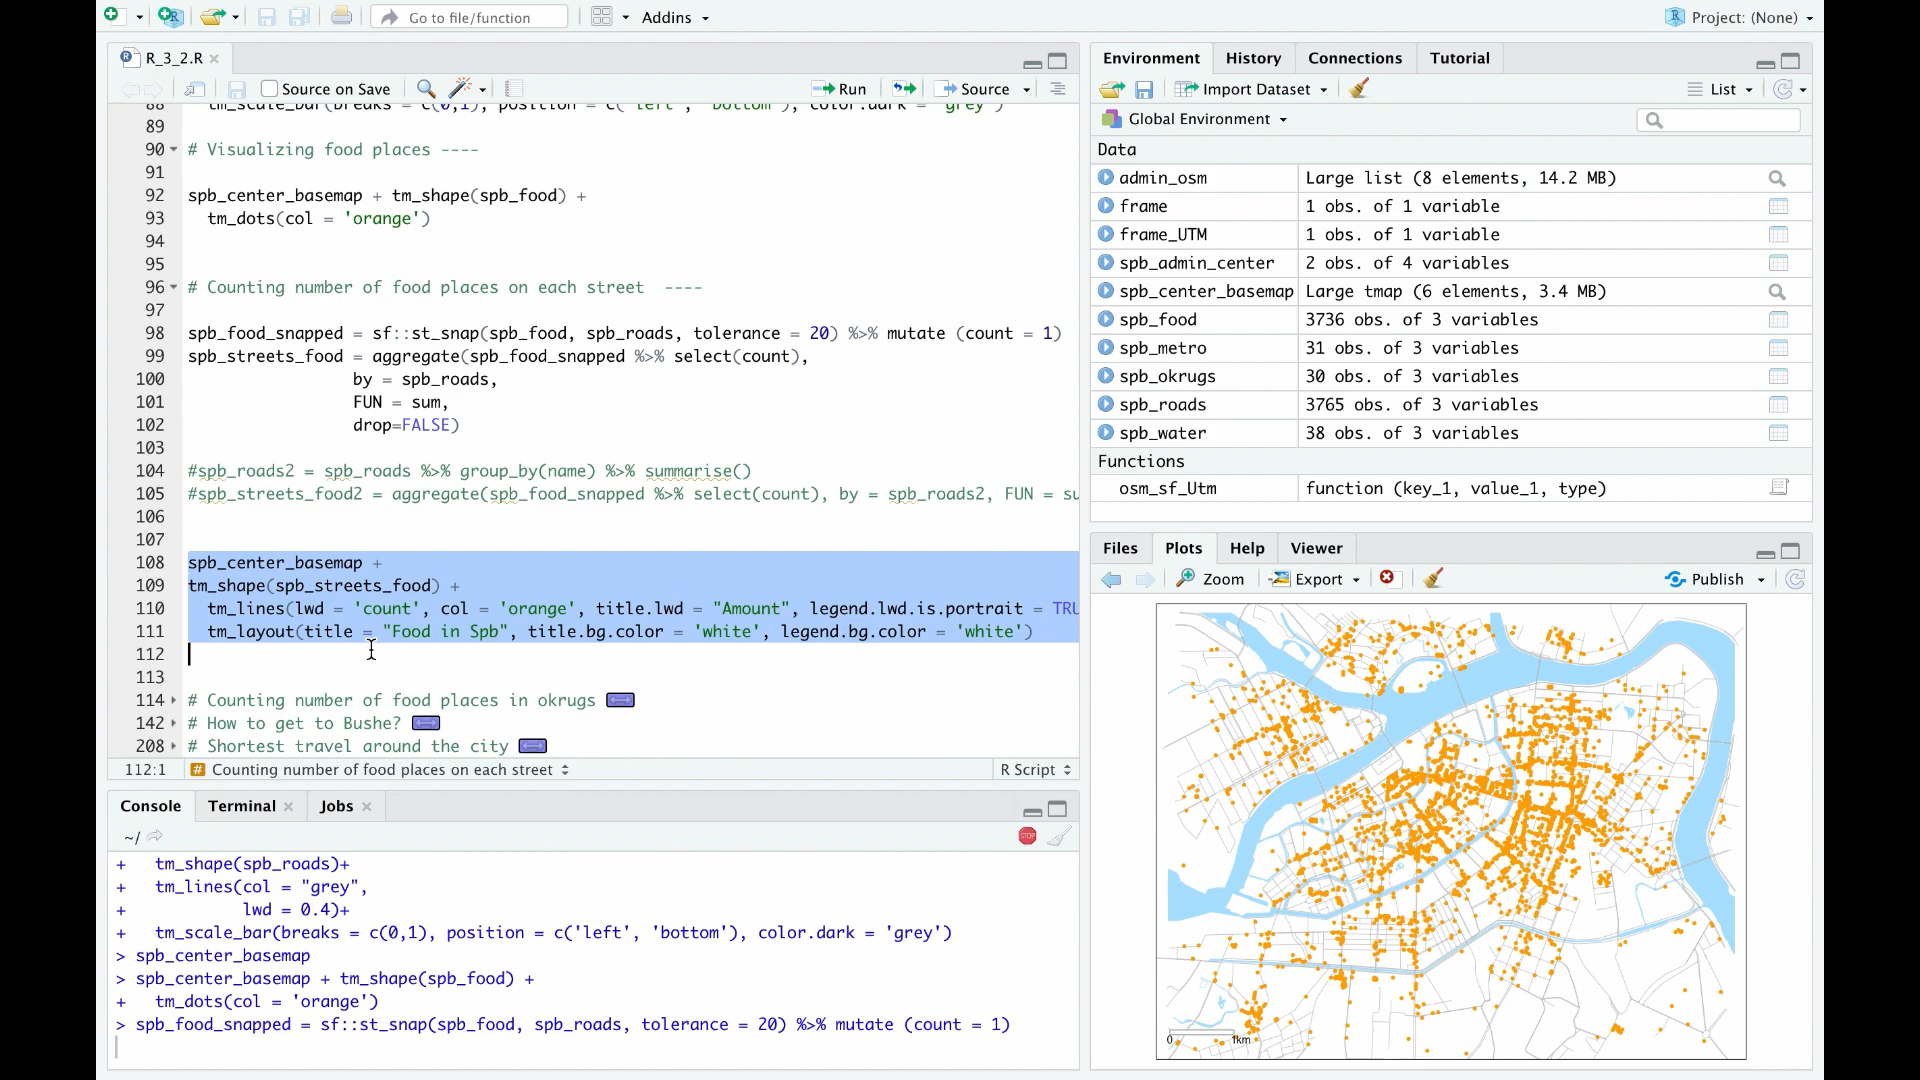 Go to file/function
Addins
Project: (None)
R_3_2.R
Source on Save
Run
Source
88 tm_scale_bar(breaks = c(0,1), position = c('left', 'bottom'), color.dark = 'grey')
89
90 # Visualizing food places ----
91
92 spb_center_basemap + tm_shape(spb_food) +
93 tm_dots(col = 'orange')
94
95
96 # Counting number of food places on each street ----
97
98 spb_food_snapped = sf::st_snap(spb_food, spb_roads, tolerance = 20) %>% mutate (count = 1)
99 spb_streets_food = aggregate(spb_food_snapped %>% select(count),
100 by = spb_roads,
101 FUN = sum,
102 drop=FALSE)
103
104 #spb_roads2 = spb_roads %>% group_by(name) %>% summarise()
105 #spb_streets_food2 = aggregate(spb_food_snapped %>% select(count), by = spb_roads2, FUN = su
106
107
108 spb_center_basemap +
109 tm_shape(spb_streets_food) +
110 tm_lines(lwd = 'count', col = 'orange', title.lwd = "Amount", legend.lwd.is.portrait = TRU
111 tm_layout(title = "Food in Spb", title.bg.color = 'white', legend.bg.color = 'white')
112
113
114 # Counting number of food places in okrugs
142 # How to get to Bushe?
208 # Shortest travel around the city
112:1 # Counting number of food places on each street R Script
Console Terminal Jobs
~/
STOP
+ tm_shape(spb_roads)+
+ tm_lines(col = "grey",
+ lwd = 0.4)+
+ tm_scale_bar(breaks = c(0,1), position = c('left', 'bottom'), color.dark = 'grey')
> spb_center_basemap
> spb_center_basemap + tm_shape(spb_food) +
+ tm_dots(col = 'orange')
> spb_food_snapped = sf::st_snap(spb_food, spb_roads, tolerance = 20) %>% mutate (count = 1)
Environment History Connections Tutorial
Import Dataset List
Global Environment
Data
admin_osm Large list (8 elements, 14.2 MB)
frame 1 obs. of 1 variable
frame_UTM 1 obs. of 1 variable
spb_admin_center 2 obs. of 4 variables
spb_center_basemap Large tmap (6 elements, 3.4 MB)
spb_food 3736 obs. of 3 variables
spb_metro 31 obs. of 3 variables
spb_okrugs 30 obs. of 3 variables
spb_roads 3765 obs. of 3 variables
spb_water 38 obs. of 3 variables
Functions
osm_sf_Utm function (key_1, value_1, type)
Files Plots Help Viewer
Zoom Export Publish
0 1km